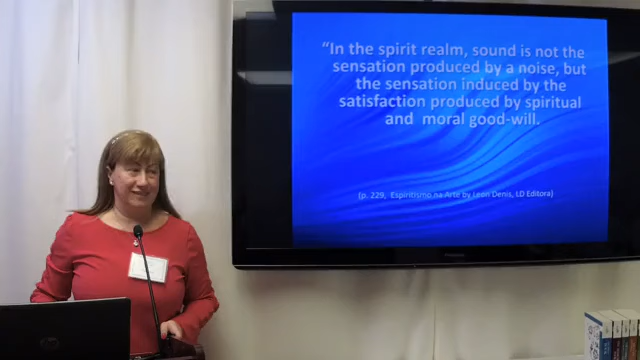 “In the spirit realm, sound is not the
sensation produced by a noise, but
the sensation induced by the
satisfaction produced by spiritual
and moral good-will.
(p. 229, Espiritismo na Arte by Leon Denis, LD Editora)
hp